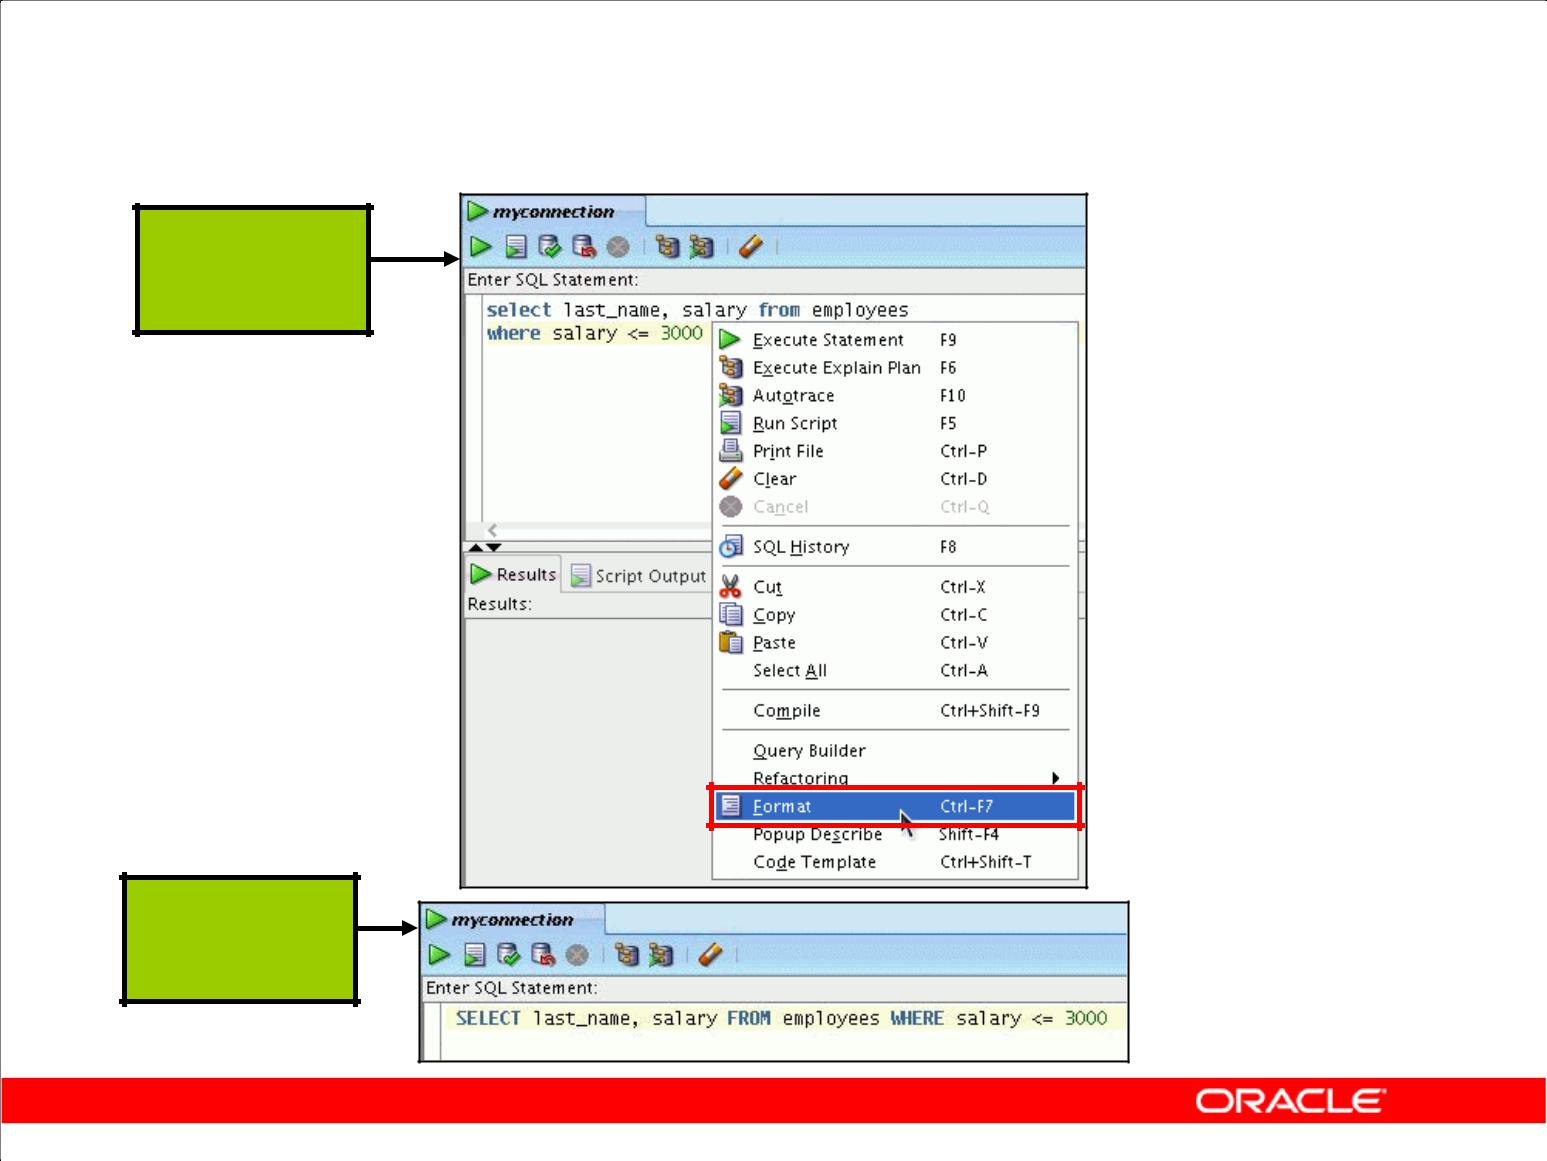 myconnection
Enter SQL Statement:
select last_name, salary from employees
where salary <= 3000
Execute Statement F9
Execute Explain Plan F6
Autotrace F10
Run Script F5
Print File Ctrl-P
Clear Ctrl-D
Cancel Ctrl-Q
SQL History F8
Results Script Output
Results:
Cut Ctrl-X
Copy Ctrl-C
Paste Ctrl-V
Select All Ctrl-A
Compile Ctrl+Shift-F9
Query Builder
Refactoring
Format Ctrl-F7
Popup Describe Shift-F4
Code Template Ctrl+Shift-T
myconnection
Enter SQL Statement:
SELECT last_name, salary FROM employees WHERE salary <= 3000
ORACLE